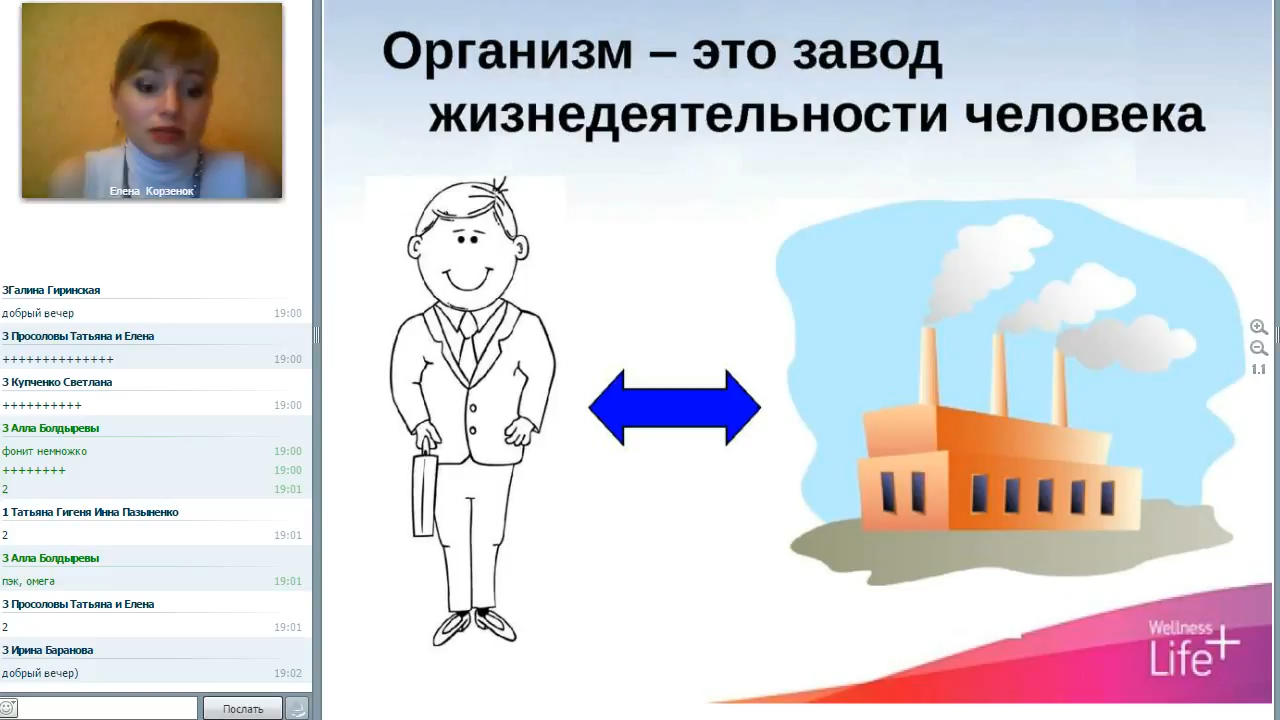 Елена Корзенок
3Галина Гиринская
добрый вечер 19:00
3 Просоловы Татьяна и Елена
++++++++++++++ 19:00
3 Купченко Светлана
++++++++++ 19:00
3 Алла Болдыревы
фонит немножко 19:00
++++++++ 19:00
2 19:01
1 Татьяна Гигеня Инна Пазыненко
2 19:01
3 Алла Болдыревы
пэк, омега 19:01
3 Просоловы Татьяна и Елена
2 19:01
3 Ирина Баранова
добрый вечер) 19:02
Послать
Организм – это завод
жизнедеятельности человека
1.1
Wellness
Life+